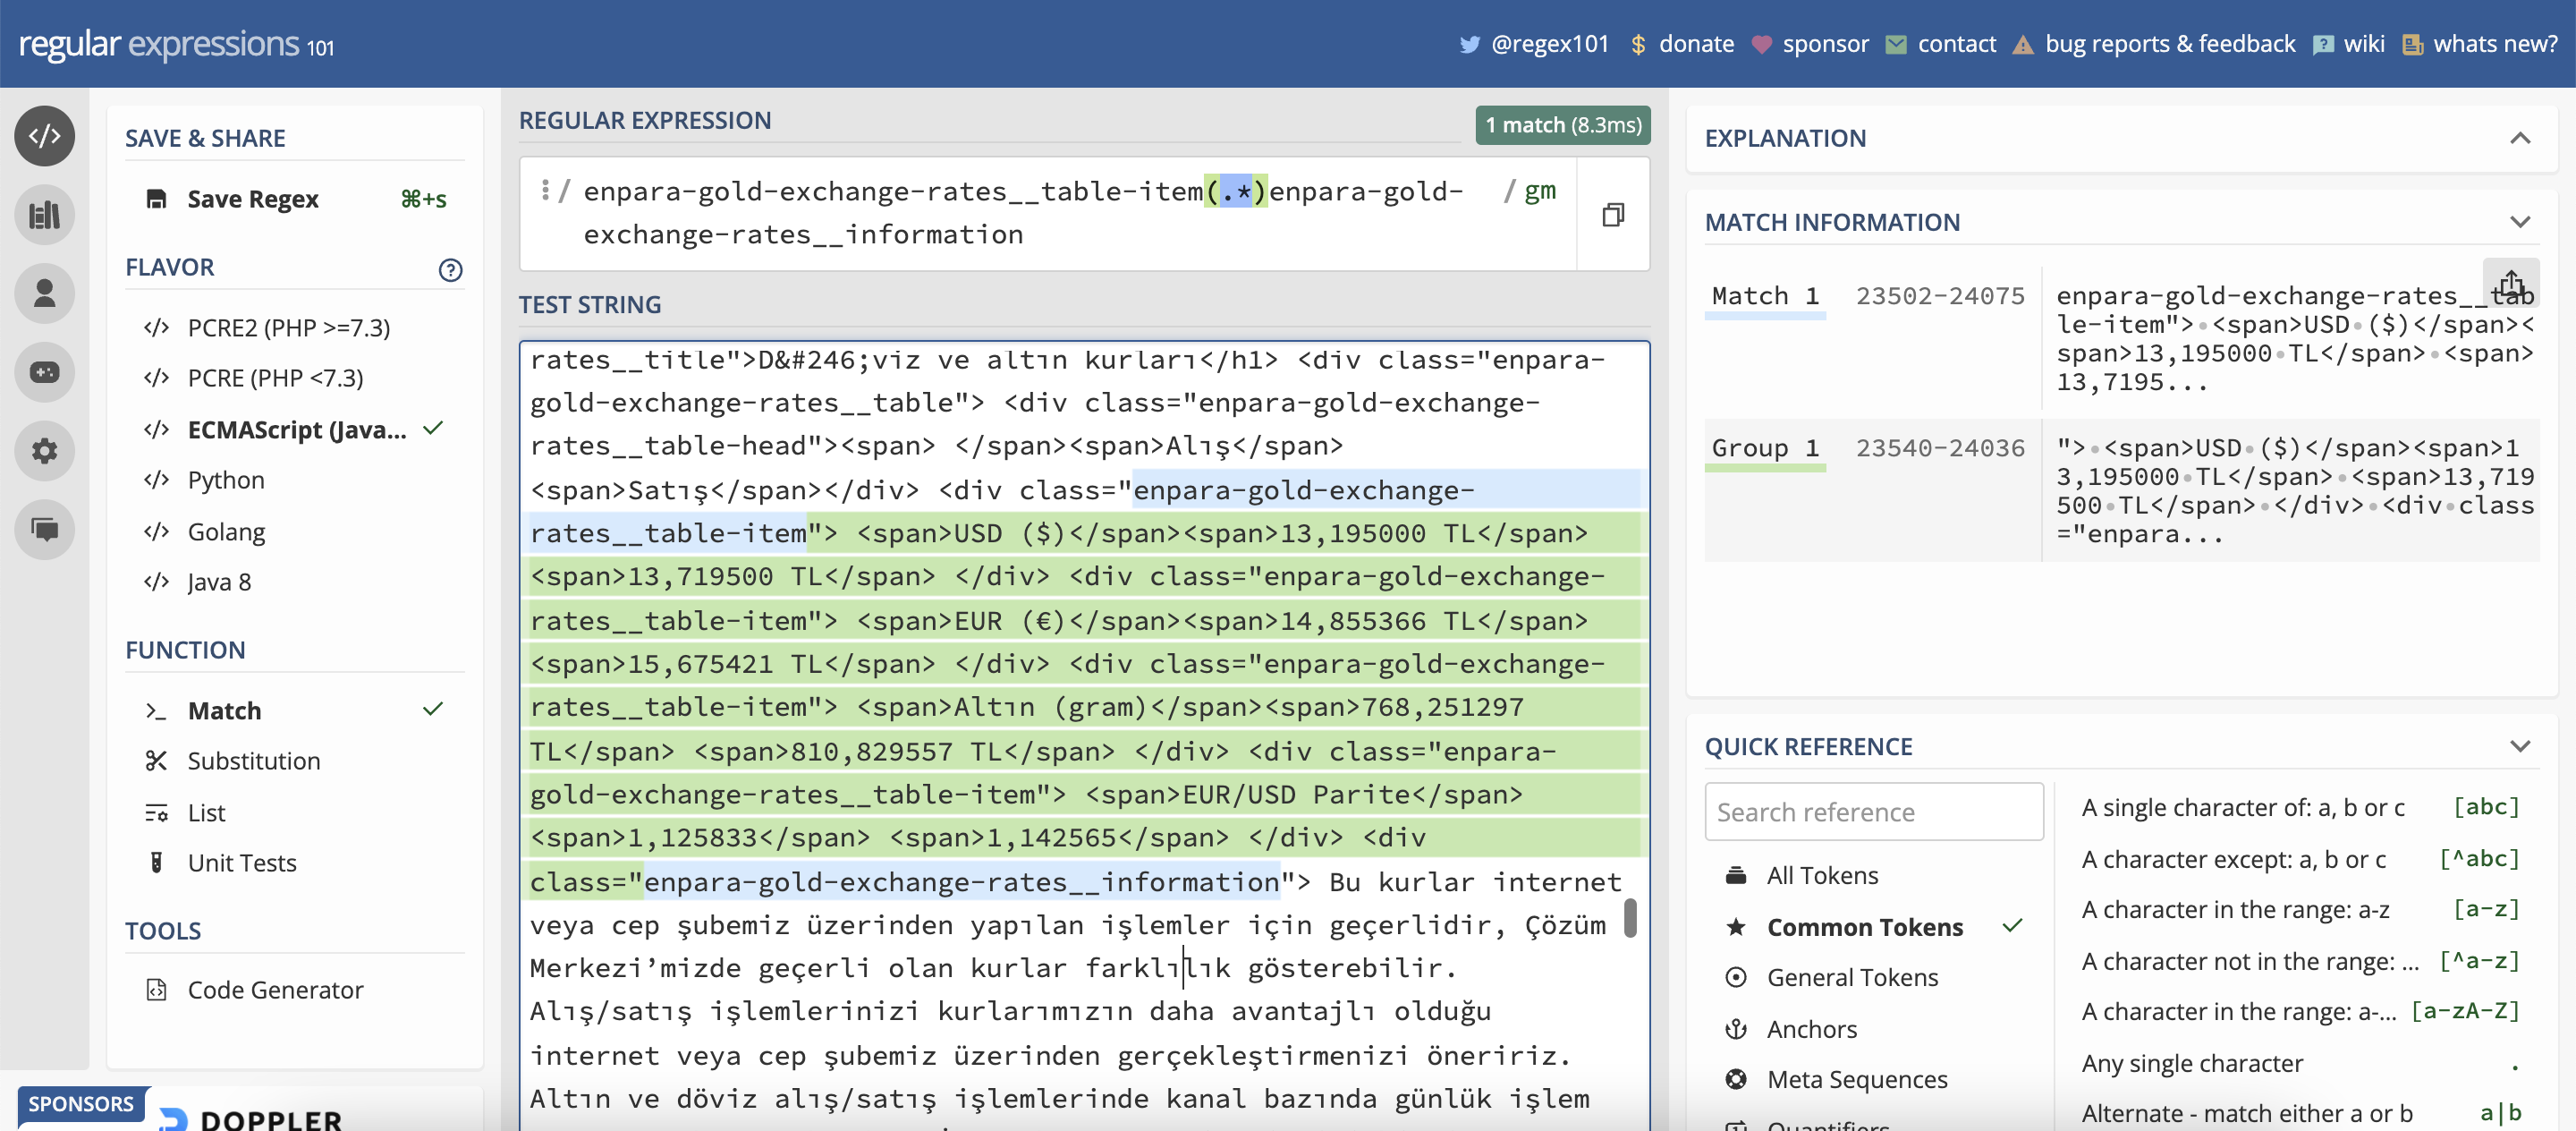 regular expressions 101
@regex101
donate
sponsor
contact
bug reports & feedback
wiki
whats new?
SAVE & SHARE
Save Regex ⌘+s
FLAVOR
PCRE2 (PHP >=7.3)
PCRE (PHP <7.3)
ECMAScript (Java...
Python
Golang
Java 8
FUNCTION
Match
Substitution
List
Unit Tests
TOOLS
Code Generator
SPONSORS
DOPPLER
REGULAR EXPRESSION
1 match (8.3ms)
/ enpara-gold-exchange-rates__table-item(.*)enpara-gold- / gm
exchange-rates__information
TEST STRING
rates__title">D&#246;viz ve altın kurları</h1> <div class="enpara-
gold-exchange-rates__table"> <div class="enpara-gold-exchange-
rates__table-head"><span> </span><span>Alış</span>
<span>Satış</span></div> <div class="enpara-gold-exchange-
rates__table-item"> <span>USD ($)</span><span>13,195000 TL</span>
<span>13,719500 TL</span> </div> <div class="enpara-gold-exchange-
rates__table-item"> <span>EUR (€)</span><span>14,855366 TL</span>
<span>15,675421 TL</span> </div> <div class="enpara-gold-exchange-
rates__table-item"> <span>Altın (gram)</span><span>768,251297
TL</span> <span>810,829557 TL</span> </div> <div class="enpara-
gold-exchange-rates__table-item"> <span>EUR/USD Parite</span>
<span>1,125833</span> <span>1,142565</span> </div> <div
class="enpara-gold-exchange-rates__information"> Bu kurlar internet
veya cep şubemiz üzerinden yapılan işlemler için geçerlidir, Çözüm
Merkezi’mizde geçerli olan kurlar farklılık gösterebilir.
Alış/satış işlemlerinizi kurlarımızın daha avantajlı olduğu
internet veya cep şubemiz üzerinden gerçekleştirmenizi öneririz.
Altın ve döviz alış/satış işlemlerinde kanal bazında günlük işlem
EXPLANATION
MATCH INFORMATION
Match 1 23502-24075 enpara-gold-exchange-rates__tab
le-item">•<span>USD•($)</span><
span>13,195000•TL</span>•<span>
13,7195...
Group 1 23540-24036 ">•<span>USD•($)</span><span>1
3,195000•TL</span>•<span>13,719
500•TL</span>•</div>•<div•class
="enpara...
QUICK REFERENCE
Search reference
All Tokens
Common Tokens
General Tokens
Anchors
Meta Sequences
Quantifiers
A single character of: a, b or c [abc]
A character except: a, b or c [^abc]
A character in the range: a-z [a-z]
A character not in the range: ... [^a-z]
A character in the range: a-... [a-zA-Z]
Any single character .
Alternate - match either a or b a|b